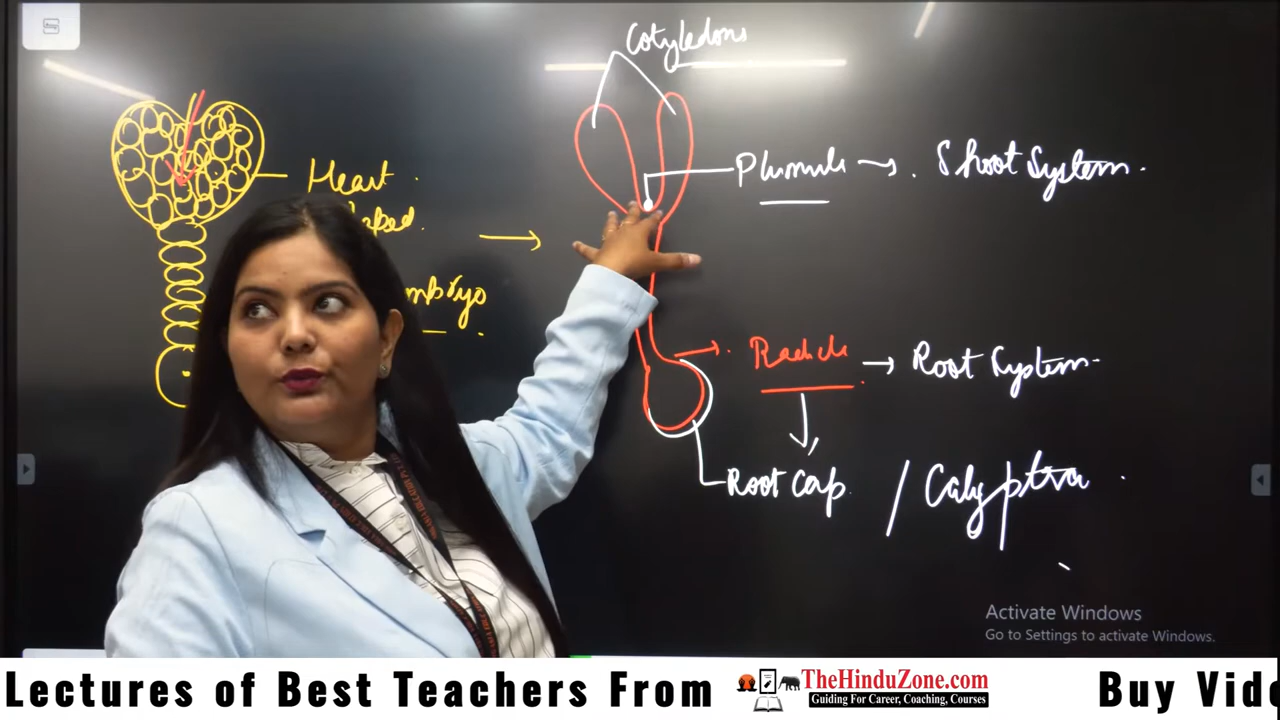 Cotyledons
Heart
Plumule → Shoot System
Radicle → Root System
Root Cap / Calyptra
Activate Windows
Go to Settings to activate Windows.
Lectures of Best Teachers From
TheHinduZone.com
Guiding For Career, Coaching, Courses
Buy